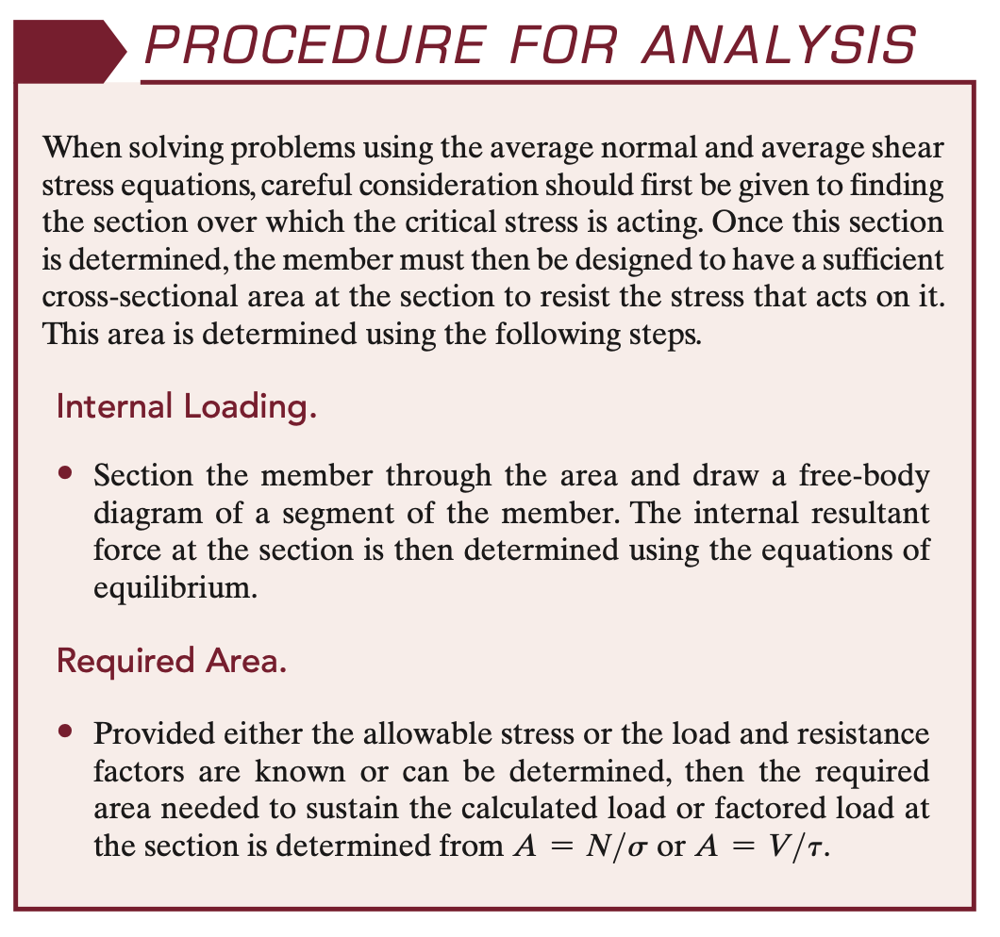 PROCEDURE FOR ANALYSIS
When solving problems using the average normal and average shear
stress equations, careful consideration should first be given to finding
the section over which the critical stress is acting. Once this section
is determined, the member must then be designed to have a sufficient
cross-sectional area at the section to resist the stress that acts on it.
This area is determined using the following steps.
Internal Loading.
• Section the member through the area and draw a free-body
diagram of a segment of the member. The internal resultant
force at the section is then determined using the equations of
equilibrium.
Required Area.
• Provided either the allowable stress or the load and resistance
factors are known or can be determined, then the required
area needed to sustain the calculated load or factored load at
the section is determined from A = N/σ or A = V/τ.